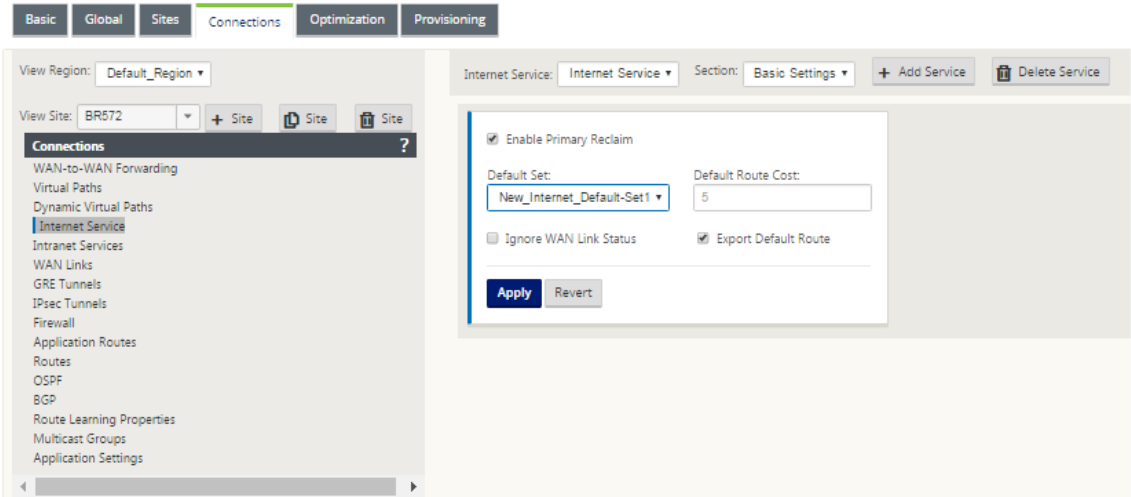 Basic Global Sites Connections Optimization Provisioning
View Region: Default_Region
View Site: BR572 + Site Site Site
Connections ?
WAN-to-WAN Forwarding
Virtual Paths
Dynamic Virtual Paths
Internet Service
Intranet Services
WAN Links
GRE Tunnels
IPsec Tunnels
Firewall
Application Routes
Routes
OSPF
BGP
Route Learning Properties
Multicast Groups
Application Settings
Internet Service: Internet Service Section: Basic Settings + Add Service Delete Service
Enable Primary Reclaim
Default Set: Default Route Cost:
New_Internet_Default-Set1 5
Ignore WAN Link Status Export Default Route
Apply Revert